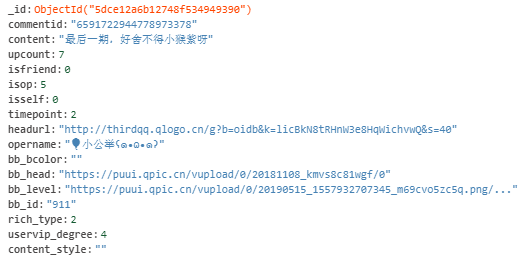 _id:ObjectId("5dce12a6b12748f534949390")
commentid:"6591722944778973378"
content:"最后一期，好舍不得小猴紫呀"
upcount:7
isfriend:0
isop:5
isself:0
timepoint:2
headurl:"http://thirdqq.qlogo.cn/g?b=oidb&k=licBkN8tRHnW3e8HqWichvwQ&s=40"
opername:"🎈小公举ʕ๑•ɷ•๑ʔ"
bb_bcolor:""
bb_head:"https://puui.qpic.cn/vupload/0/20181108_kmvs8c81wgf/0"
bb_level:"https://puui.qpic.cn/vupload/0/20190515_1557932707345_m69cvo5zc5q.png/..."
bb_id:"911"
rich_type:2
uservip_degree:4
content_style:""